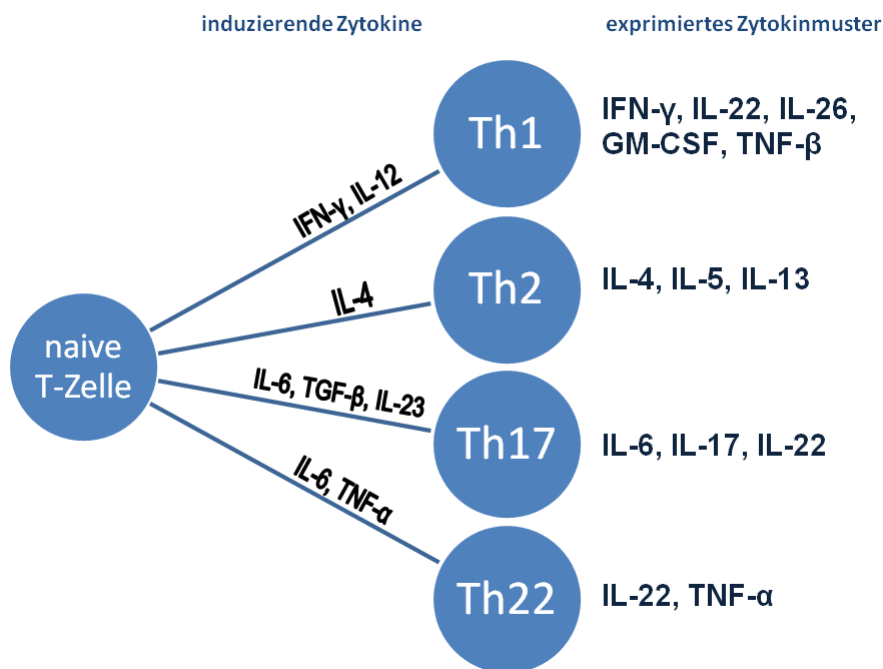 induzierende Zytokine
exprimiertes Zytokinmuster
naive
T-Zelle
IFN-γ, IL-12
Th1
IFN-γ, IL-22, IL-26,
GM-CSF, TNF-β
IL-4
Th2
IL-4, IL-5, IL-13
IL-6, TGF-β, IL-23
Th17
IL-6, IL-17, IL-22
IL-6, TNF-α
Th22
IL-22, TNF-α